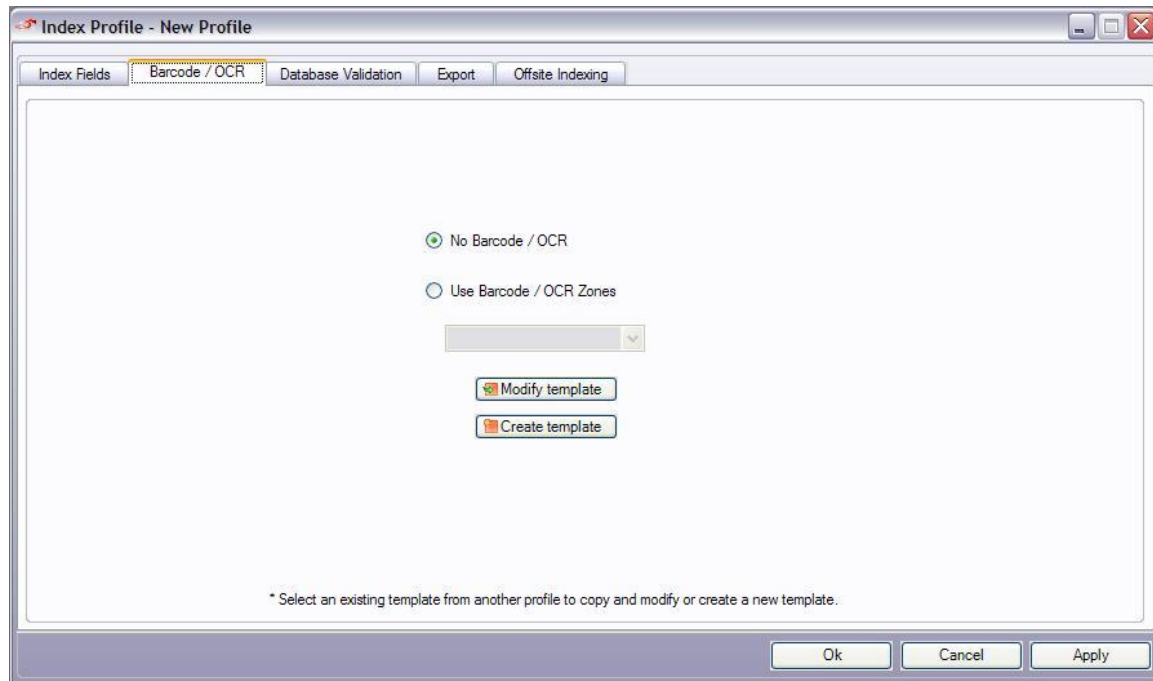 Index Profile - New Profile
Index Fields Barcode / OCR Database Validation Export Offsite Indexing
No Barcode / OCR
Use Barcode / OCR Zones
Modify template
Create template
* Select an existing template from another profile to copy and modify or create a new template.
Ok Cancel Apply